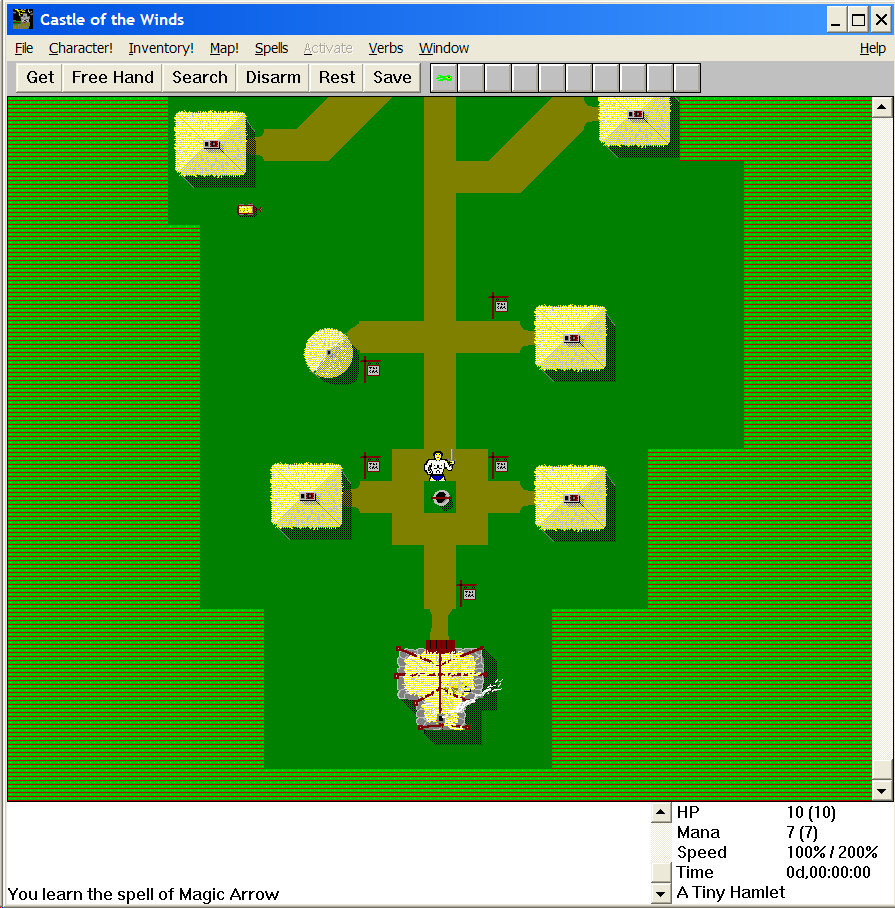 Castle of the Winds
File Character! Inventory! Map! Spells Activate Verbs Window Help
Get Free Hand Search Disarm Rest Save
HP 10 (10)
Mana 7 (7)
Speed 100% / 200%
Time 0d,00:00:00
You learn the spell of Magic Arrow
A Tiny Hamlet